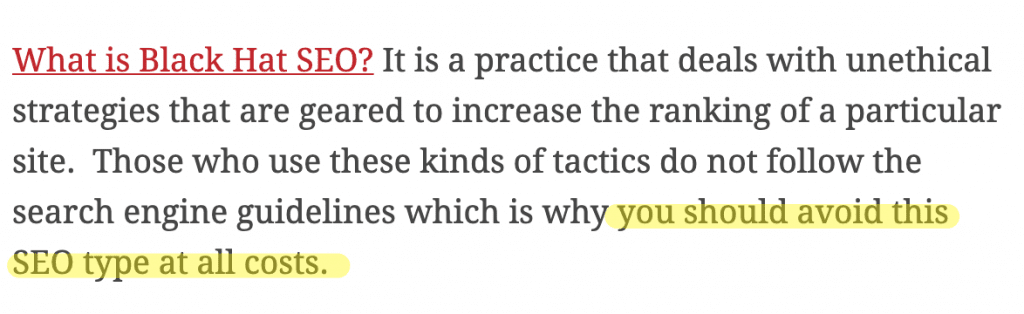 What is Black Hat SEO? It is a practice that deals with unethical
strategies that are geared to increase the ranking of a particular
site.  Those who use these kinds of tactics do not follow the
search engine guidelines which is why you should avoid this
SEO type at all costs.